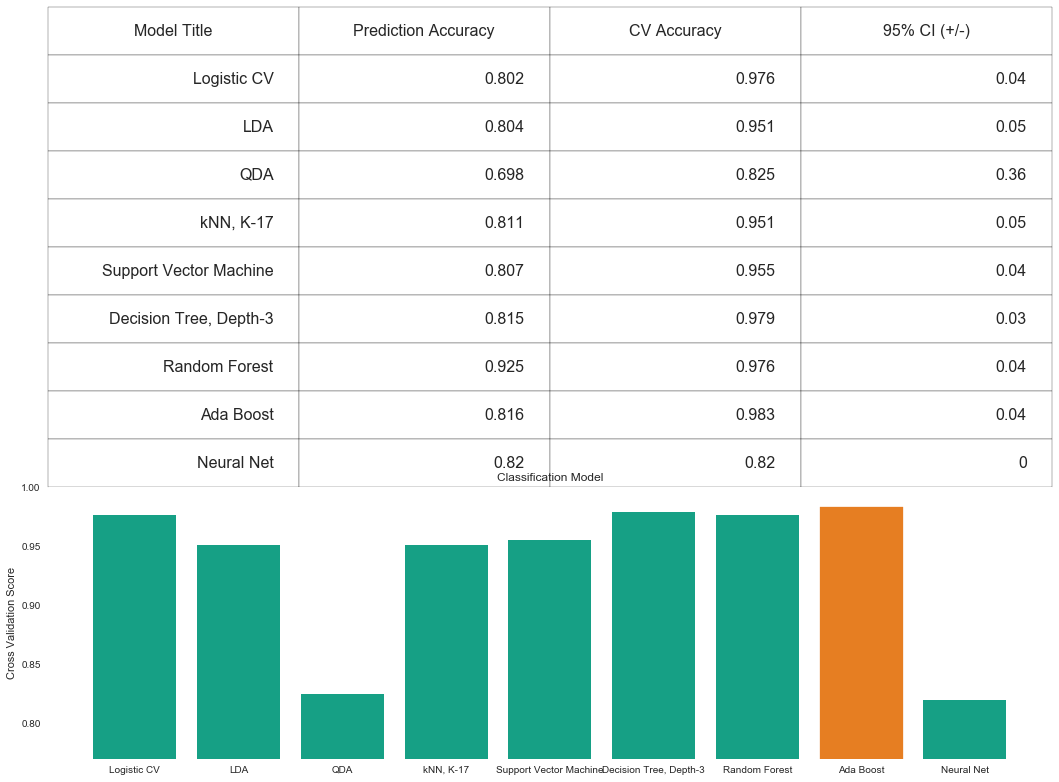 Model Title Prediction Accuracy CV Accuracy 95% CI (+/-)
Logistic CV 0.802 0.976 0.04
LDA 0.804 0.951 0.05
QDA 0.698 0.825 0.36
kNN, K-17 0.811 0.951 0.05
Support Vector Machine 0.807 0.955 0.04
Decision Tree, Depth-3 0.815 0.979 0.03
Random Forest 0.925 0.976 0.04
Ada Boost 0.816 0.983 0.04
Neural Net 0.82 0.82 0
Classification Model
1.00
0.95
0.90
0.85
0.80
Cross Validation Score
Logistic CV LDA QDA kNN, K-17 Support Vector Machine Decision Tree, Depth-3 Random Forest Ada Boost Neural Net